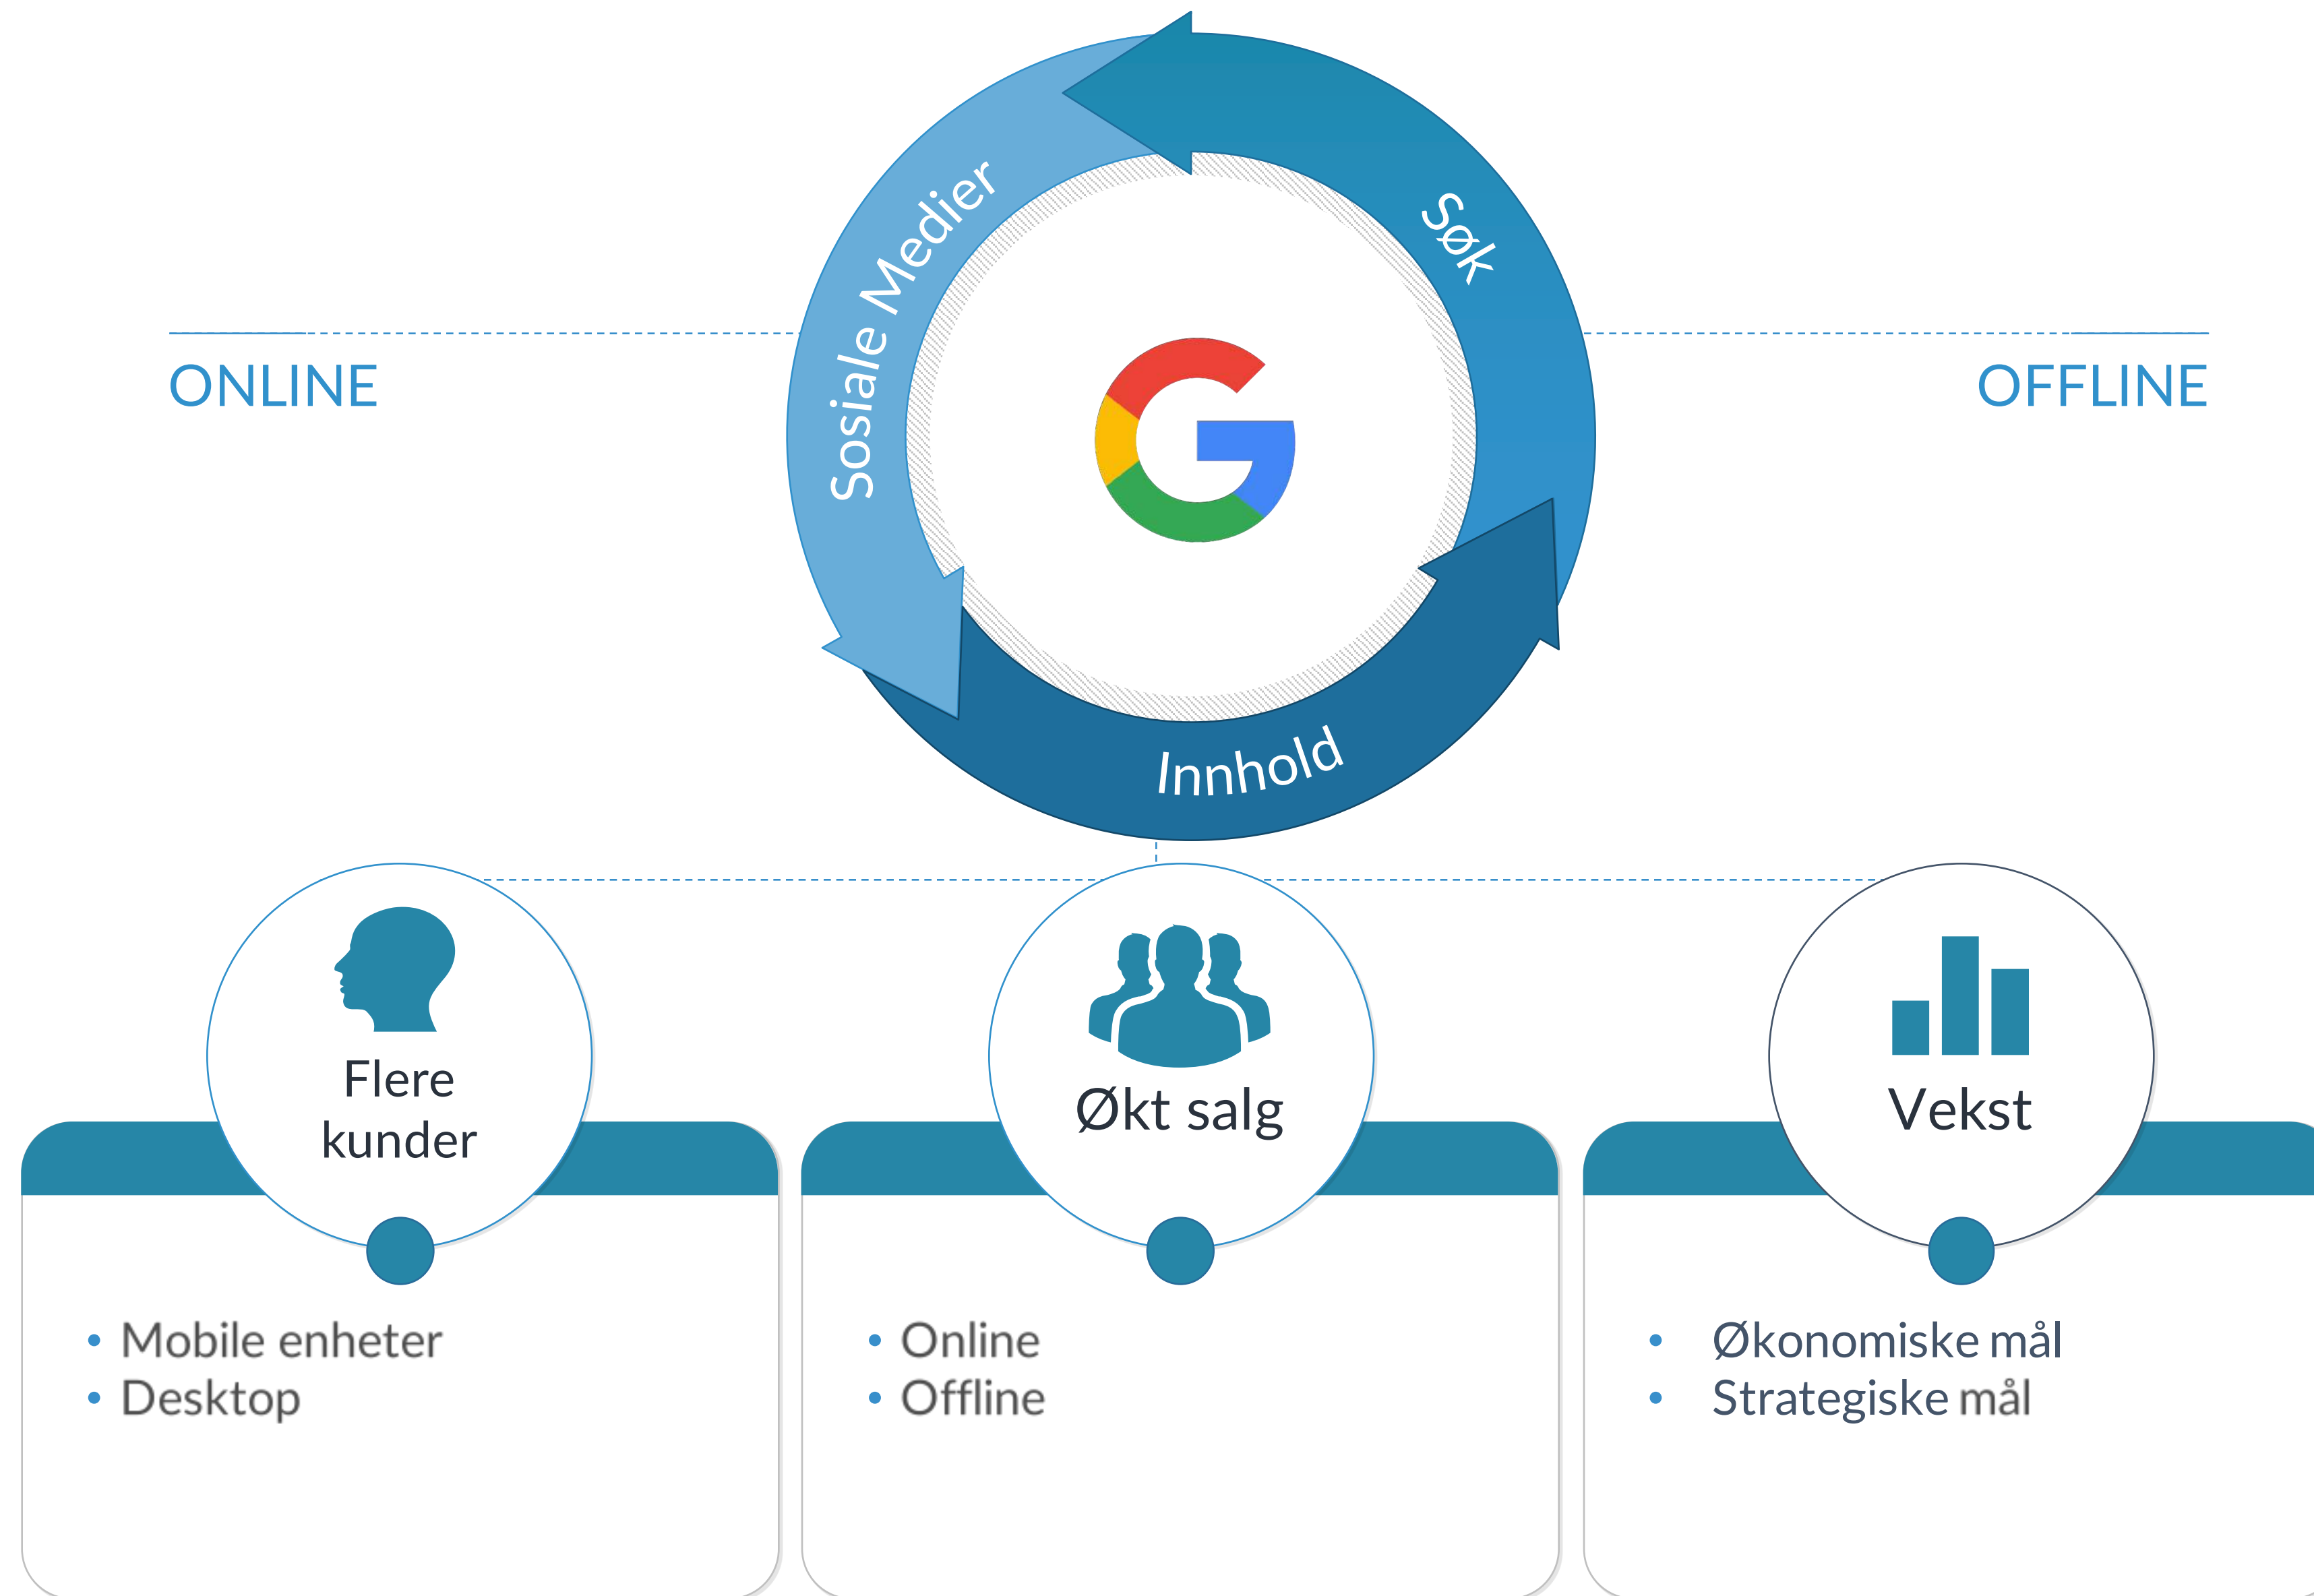 Sosiale Medier
Søk
ONLINE
OFFLINE
Innhold
Flere
kunder
Økt salg
Vekst
• Mobile enheter
• Desktop
• Online
• Offline
• Økonomiske mål
• Strategiske mål